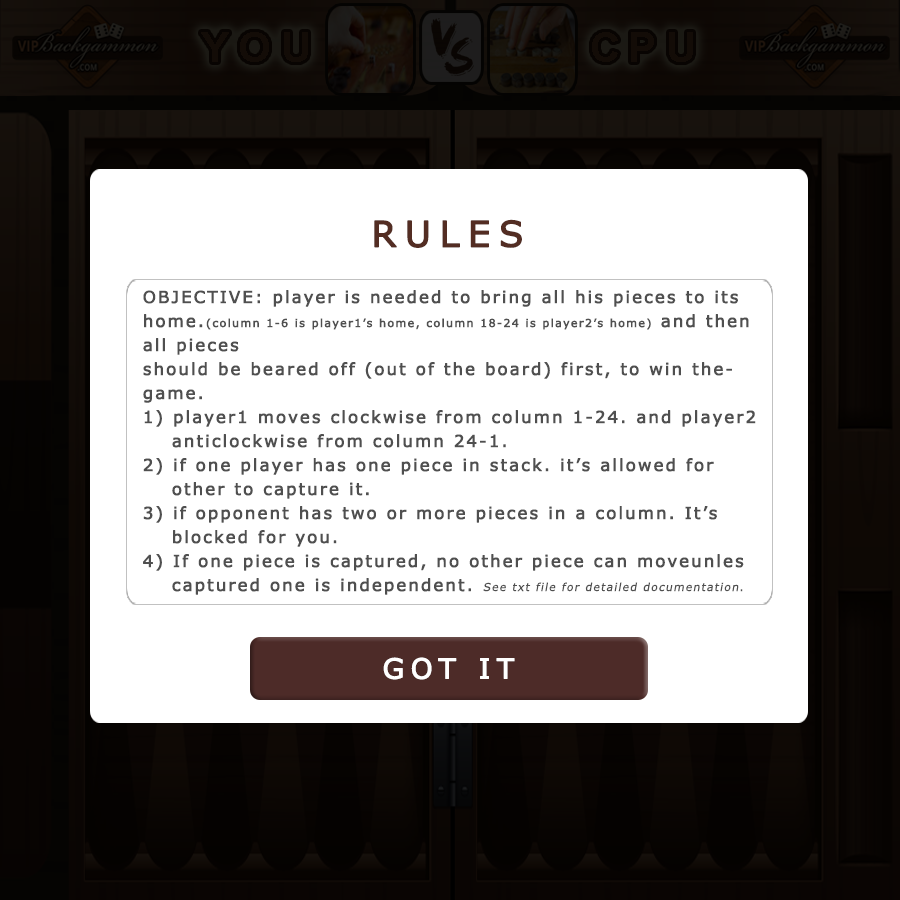 VIP Backgammon .COM
YOU VS CPU
VIP Backgammon .COM
RULES
OBJECTIVE: player is needed to bring all his pieces to its
home.(column 1-6 is player1’s home, column 18-24 is player2’s home) and then
all pieces
should be beared off (out of the board) first, to win the-
game.
1) player1 moves clockwise from column 1-24. and player2
anticlockwise from column 24-1.
2) if one player has one piece in stack. it’s allowed for
other to capture it.
3) if opponent has two or more pieces in a column. It’s
blocked for you.
4) If one piece is captured, no other piece can moveunles
captured one is independent. See txt file for detailed documentation.
GOT IT